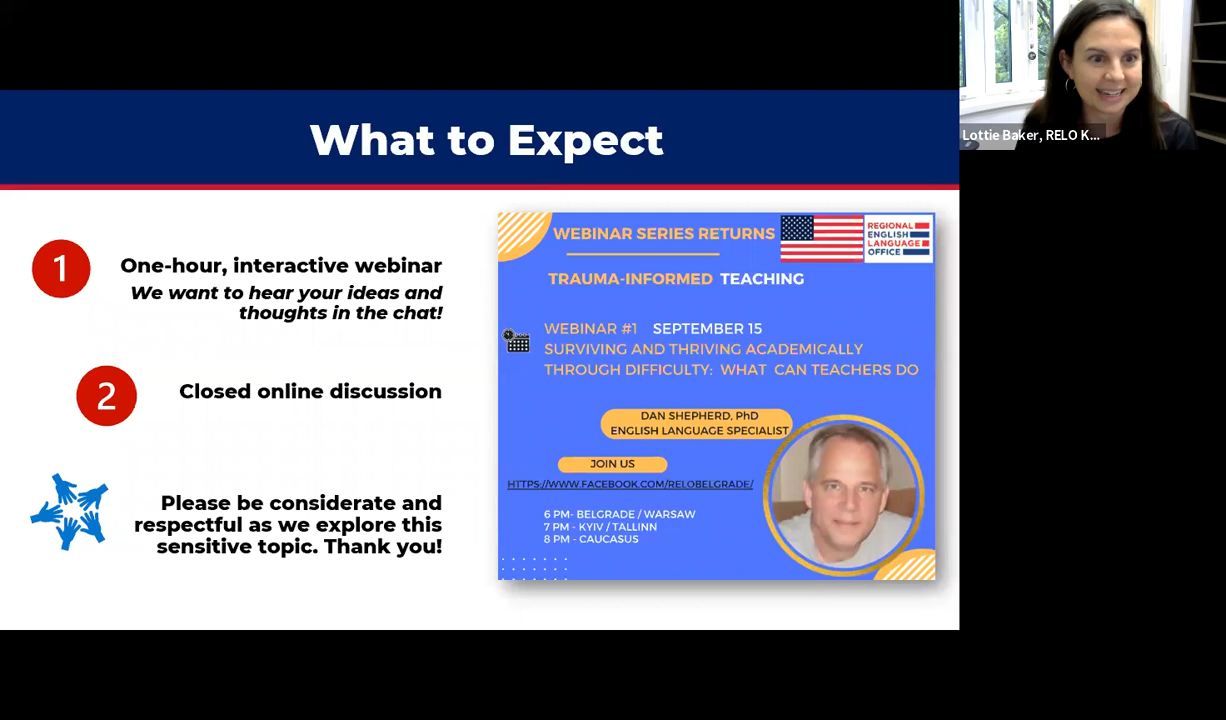 What to Expect
1
One-hour, interactive webinar
We want to hear your ideas and
thoughts in the chat!
2
Closed online discussion
Please be considerate and
respectful as we explore this
sensitive topic. Thank you!
WEBINAR SERIES RETURNS
REGIONAL
ENGLISH
LANGUAGE
OFFICE
TRAUMA-INFORMED TEACHING
WEBINAR #1 SEPTEMBER 15
SURVIVING AND THRIVING ACADEMICALLY
THROUGH DIFFICULTY: WHAT CAN TEACHERS DO
DAN SHEPHERD, PhD
ENGLISH LANGUAGE SPECIALIST
JOIN US
HTTPS://WWW.FACEBOOK.COM/RELOBELGRADE/
6 PM- BELGRADE / WARSAW
7 PM - KYIV / TALLINN
8 PM - CAUCASUS
Lottie Baker, RELO K...